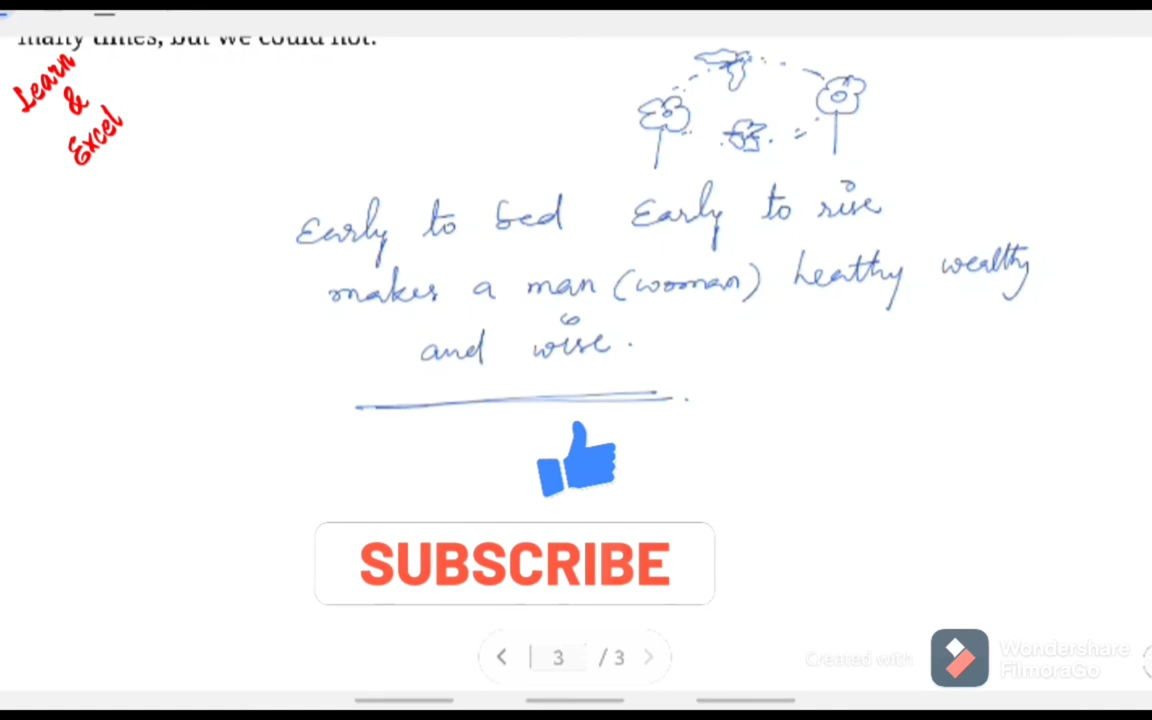 many times, but we could not.
Learn
&
Excel
Early to bed Early to rise
makes a man (woman) heathy wealthy
and wise.
SUBSCRIBE
3 / 3
Created with
Wondershare
FilmoraGo